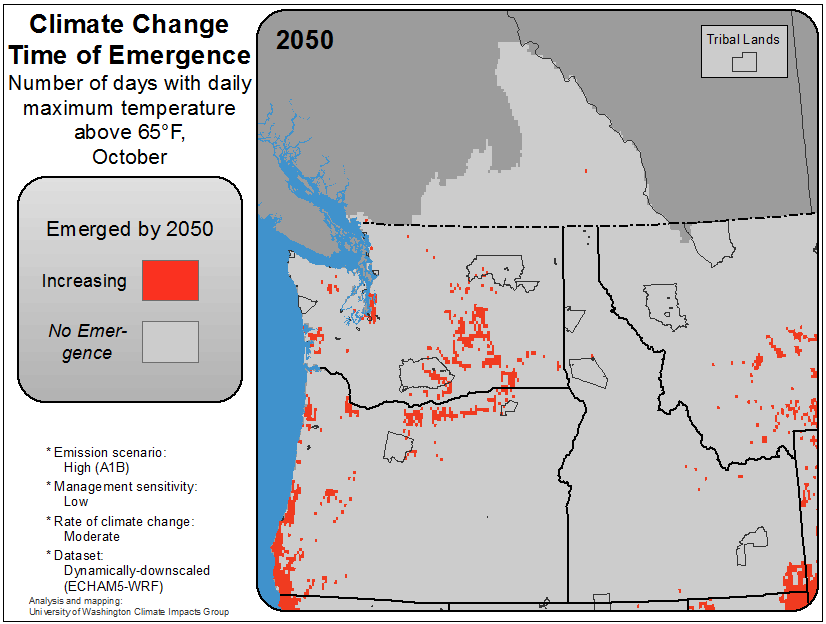 Climate Change
Time of Emergence
Number of days with daily
maximum temperature
above 65°F,
October
Emerged by 2050
Increasing
No Emer-
gence
* Emission scenario:
High (A1B)
* Management sensitivity:
Low
* Rate of climate change:
Moderate
* Dataset:
Dynamically-downscaled
(ECHAM5-WRF)
Analysis and mapping:
University of Washington Climate Impacts Group
2050
Tribal Lands